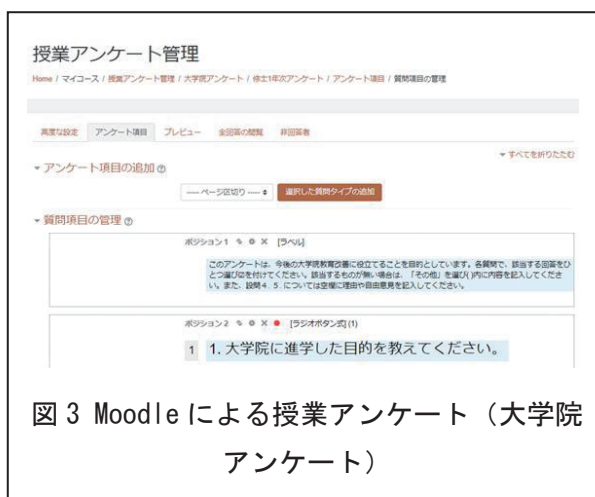 授業アンケート管理
Home / マイコース / 授業アンケート管理 / 大学院アンケート / 修士1年次アンケート / アンケート項目 / 質問項目の管理
高度な設定 アンケート項目 プレビュー 全回答の閲覧 非回答者
すべてを折りたたむ
アンケート項目の追加
---- ページ区切り ---- 選択した質問タイプの追加
質問項目の管理
ポジション1 [ラベル]
このアンケートは、今後の大学院教育改善に役立てることを目的としています。各質問で、該当する回答をひ
とつ選び☑を付けてください。該当するものが無い場合は、「その他」を選び()内に内容を記入してくださ
い。また、設問4．5．については空欄に理由や自由意見を記入してください。
ポジション2 [ラジオボタン式] (1)
1 1. 大学院に進学した目的を教えてください。
図3 Moodleによる授業アンケート（大学院
アンケート）